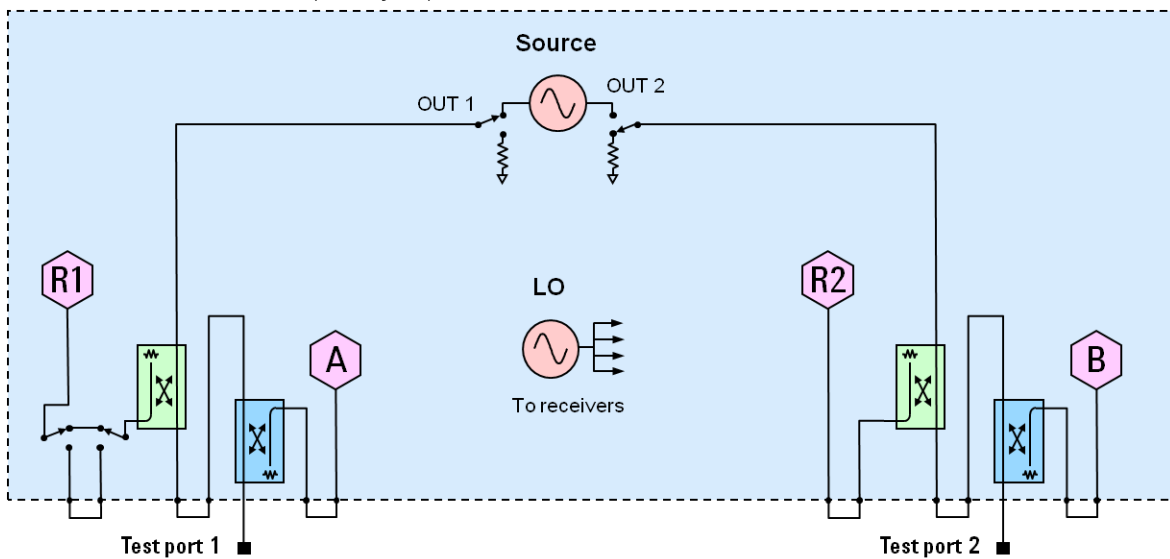 Source
OUT 1
OUT 2
R1
A
LO
To receivers
R2
B
Test port 1
Test port 2